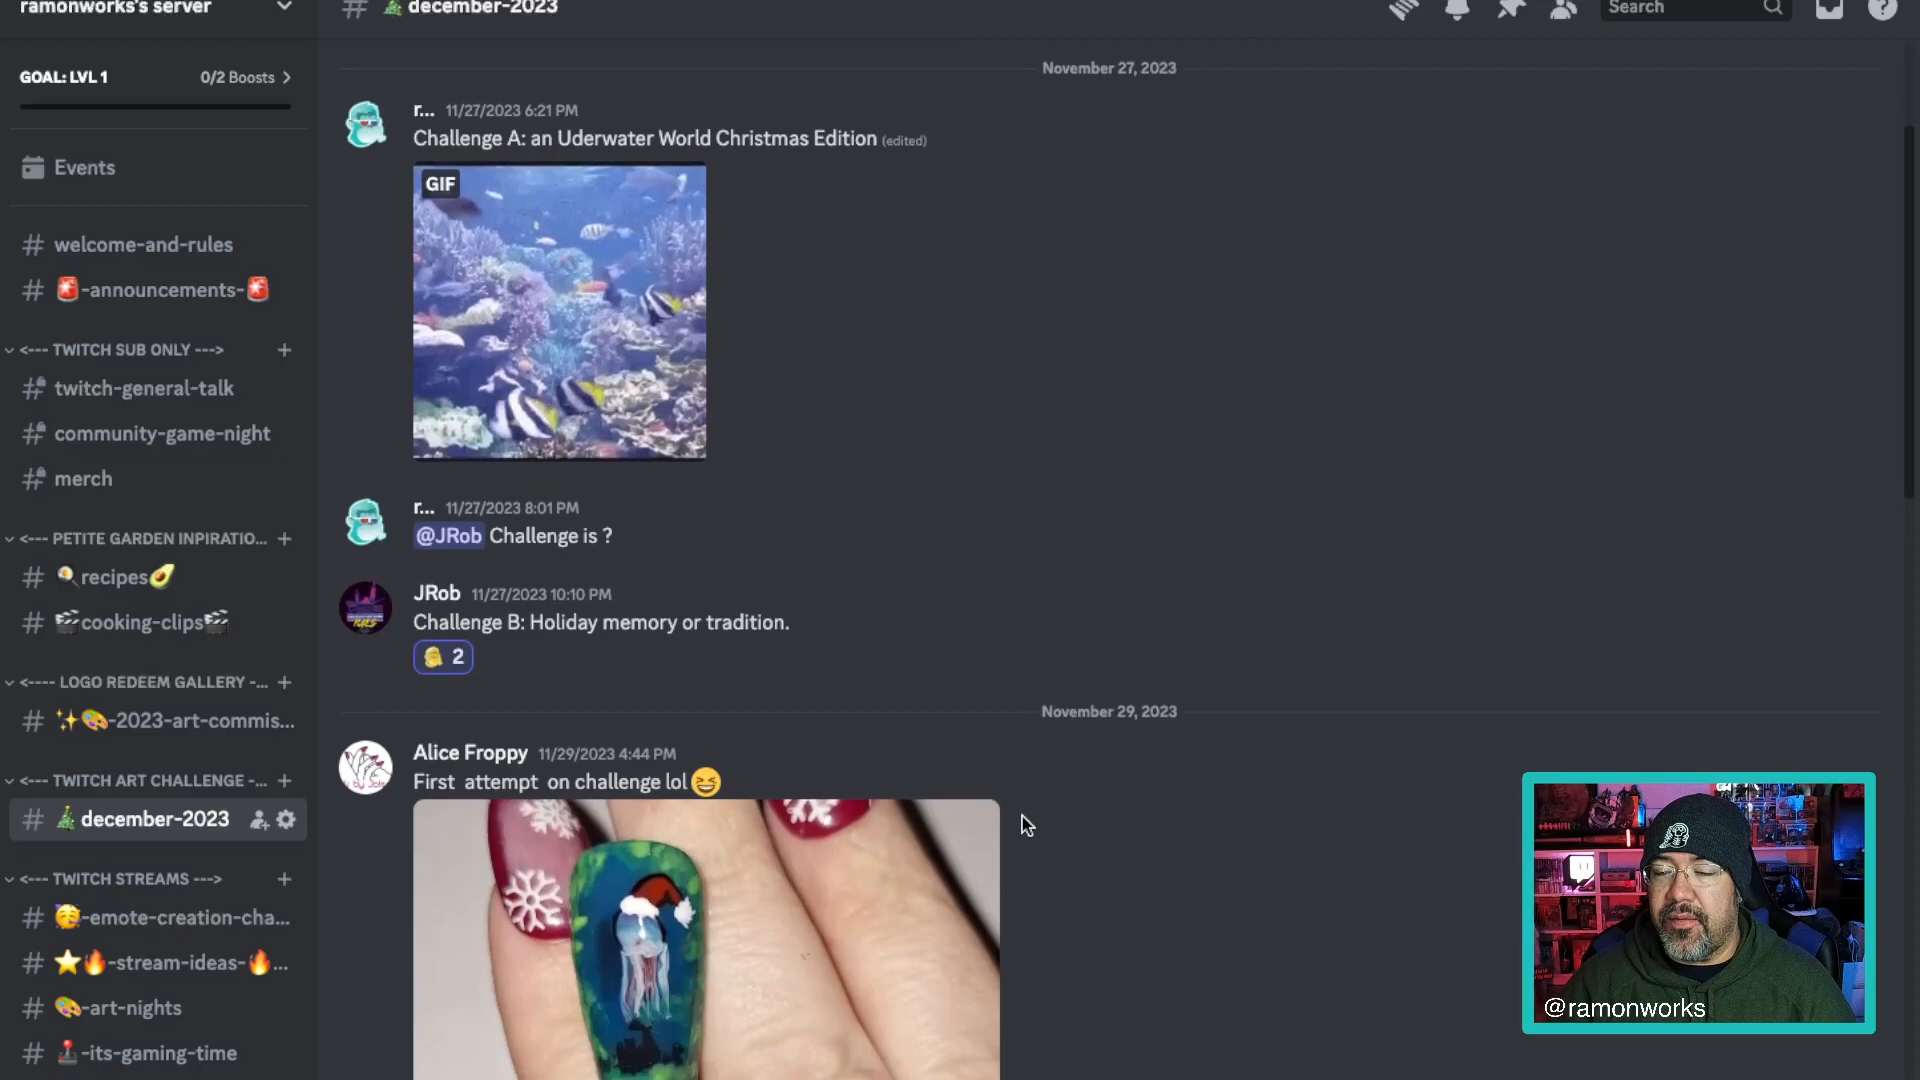 ramonworks's server
GOAL: LVL 1
0/2 Boosts
Events
# welcome-and-rules
# 🚨-announcements-🚨
<--- TWITCH SUB ONLY --->
# twitch-general-talk
# community-game-night
# merch
<--- PETITE GARDEN INPIRATIO...
# 🍳recipes🥑
# 🎬cooking-clips🎬
<---- LOGO REDEEM GALLERY -...
# ✨🎨-2023-art-commis...
<--- TWITCH ART CHALLENGE -...
# 🎄december-2023
<--- TWITCH STREAMS --->
# 🥳-emote-creation-cha...
# ⭐🔥-stream-ideas-🔥...
# 🎨-art-nights
# 🕹️-its-gaming-time
# 🎄december-2023
Search
November 27, 2023
r... 11/27/2023 6:21 PM
Challenge A: an Uderwater World Christmas Edition (edited)
GIF
r... 11/27/2023 8:01 PM
@JRob Challenge is ?
JRob 11/27/2023 10:10 PM
Challenge B: Holiday memory or tradition.
2
November 29, 2023
Alice Froppy 11/29/2023 4:44 PM
First attempt on challenge lol😆
@ramonworks